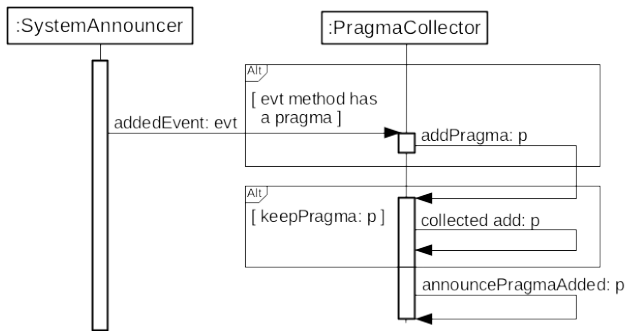 :SystemAnnouncer
:PragmaCollector
Alt
[ evt method has
a pragma ]
addedEvent: evt
addPragma: p
Alt
[ keepPragma: p ]
collected add: p
announcePragmaAdded: p